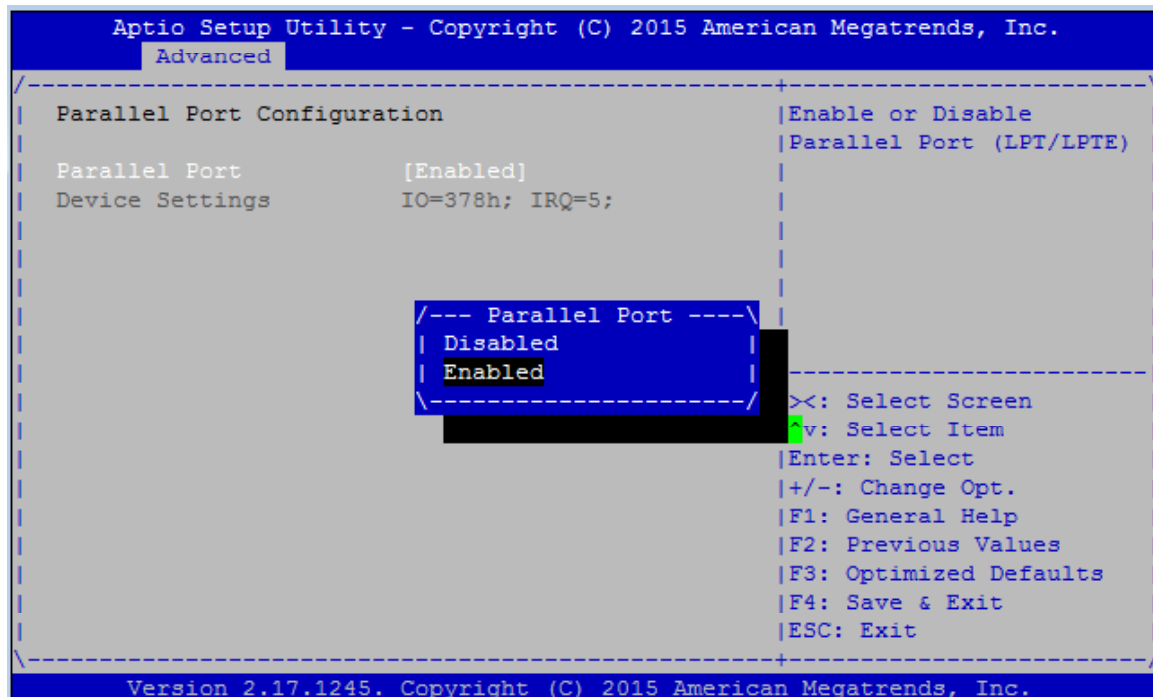 Aptio Setup Utility - Copyright (C) 2015 American Megatrends, Inc.
Advanced
/----------------------------------------------------+-------------------------\
| Parallel Port Configuration |Enable or Disable
| |Parallel Port (LPT/LPTE)
| Parallel Port [Enabled] |
| Device Settings IO=378h; IRQ=5; |
| |
| |
| |
| /--- Parallel Port ----\ |
| | Disabled |
| | Enabled | -------------------------
| \----------------------/ ><: Select Screen
| ^v: Select Item
| |Enter: Select
| |+/-: Change Opt.
| |F1: General Help
| |F2: Previous Values
| |F3: Optimized Defaults
| |F4: Save & Exit
| |ESC: Exit
\----------------------------------------------------+-------------------------/
Version 2.17.1245. Copyright (C) 2015 American Megatrends, Inc.